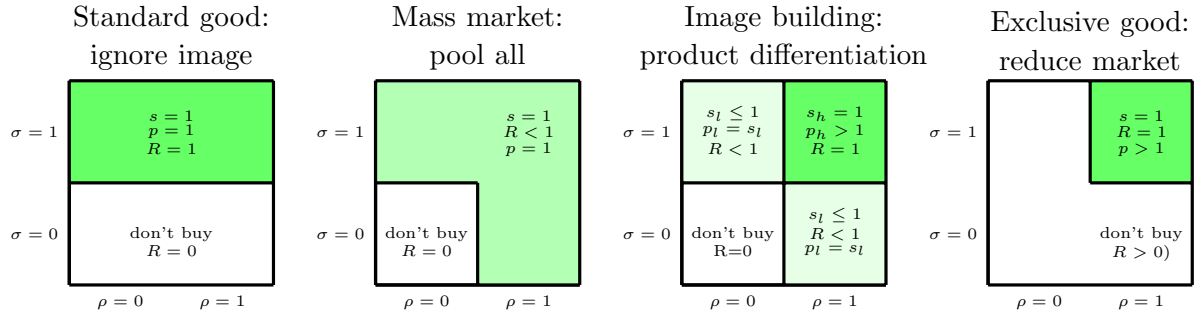 Standard good:
ignore image
σ = 1
s = 1
p = 1
R = 1
σ = 0
don't buy
R = 0
ρ = 0
ρ = 1
Mass market:
pool all
σ = 1
s = 1
R < 1
p = 1
σ = 0
don't buy
R = 0
ρ = 0
ρ = 1
Image building:
product differentiation
σ = 1
s_l ≤ 1
p_l = s_l
R < 1
s_h = 1
p_h > 1
R = 1
σ = 0
don't buy
R=0
s_l ≤ 1
R < 1
p_l = s_l
ρ = 0
ρ = 1
Exclusive good:
reduce market
σ = 1
s = 1
R = 1
p > 1
σ = 0
don't buy
R > 0)
ρ = 0
ρ = 1